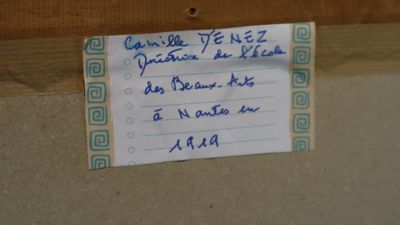 Camille DENEZ
Directrice de l'école
des Beaux-Arts
à Nantes en
1919